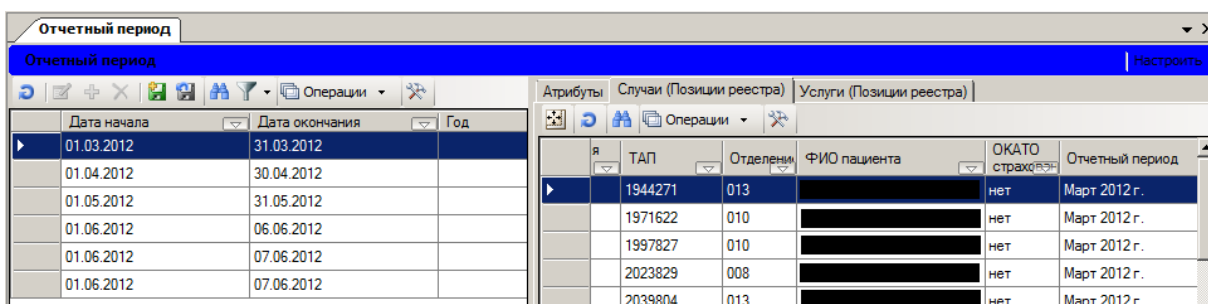 Отчетный период
Отчетный период
Настроить
Операции
Дата начала Дата окончания Год
01.03.2012 31.03.2012
01.04.2012 30.04.2012
01.05.2012 31.05.2012
01.06.2012 06.06.2012
01.06.2012 07.06.2012
01.06.2012 07.06.2012
Атрибуты Случаи (Позиции реестра) Услуги (Позиции реестра)
Операции
я ТАП Отделени ФИО пациента ОКАТО Отчетный период
1944271 013 нет Март 2012 г.
1971622 010 нет Март 2012 г.
1997827 010 нет Март 2012 г.
2023829 008 нет Март 2012 г.
2039804 013 нет Март 2012 г.